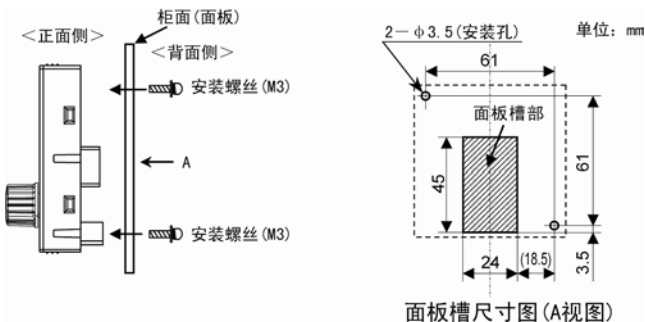 柜面(面板)
＜正面侧＞
＜背面侧＞
安装螺丝(M3)
A
安装螺丝(M3)
2－φ3.5(安装孔)
单位：mm
61
面板槽部
45
61
24
(18.5)
3.5
面板槽尺寸图(A视图)